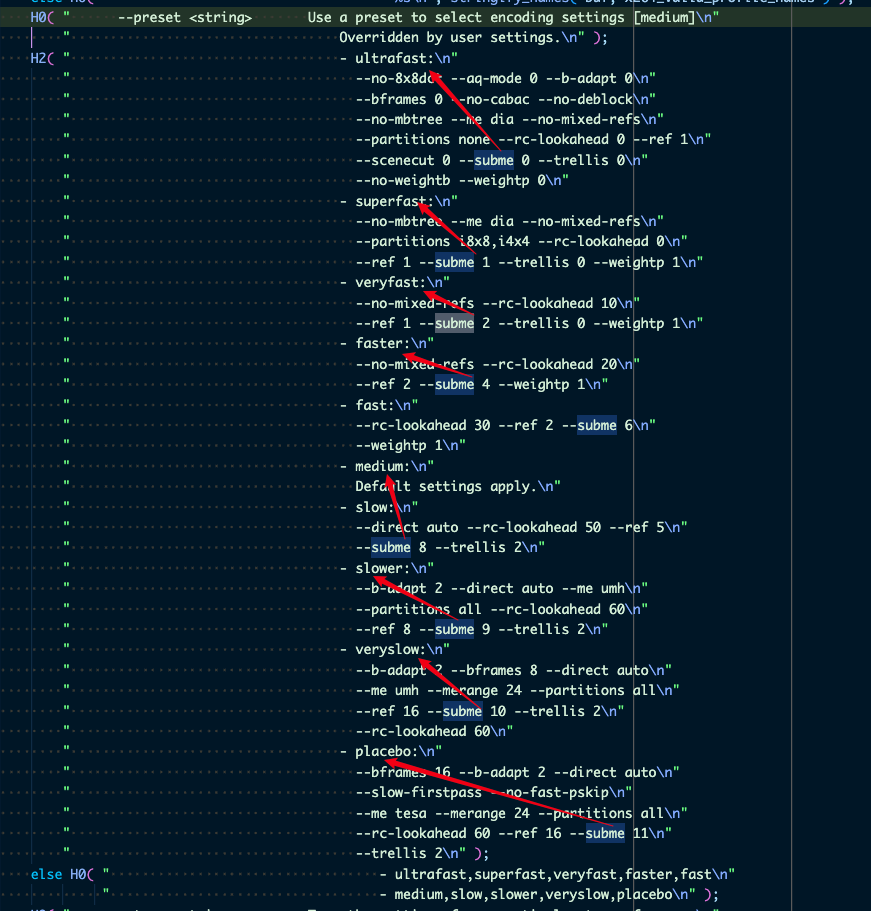 H0( "      --preset <string>       Use a preset to select encoding settings [medium]\n"
"                                  Overridden by user settings.\n" );
H2( "                                  - ultrafast:\n"
"                                    --no-8x8dct --aq-mode 0 --b-adapt 0\n"
"                                    --bframes 0 --no-cabac --no-deblock\n"
"                                    --no-mbtree --me dia --no-mixed-refs\n"
"                                    --partitions none --rc-lookahead 0 --ref 1\n"
"                                    --scenecut 0 --subme 0 --trellis 0\n"
"                                    --no-weightb --weightp 0\n"
"                                  - superfast:\n"
"                                    --no-mbtree --me dia --no-mixed-refs\n"
"                                    --partitions i8x8,i4x4 --rc-lookahead 0\n"
"                                    --ref 1 --subme 1 --trellis 0 --weightp 1\n"
"                                  - veryfast:\n"
"                                    --no-mixed-refs --rc-lookahead 10\n"
"                                    --ref 1 --subme 2 --trellis 0 --weightp 1\n"
"                                  - faster:\n"
"                                    --no-mixed-refs --rc-lookahead 20\n"
"                                    --ref 2 --subme 4 --weightp 1\n"
"                                  - fast:\n"
"                                    --rc-lookahead 30 --ref 2 --subme 6\n"
"                                    --weightp 1\n"
"                                  - medium:\n"
"                                    Default settings apply.\n"
"                                  - slow:\n"
"                                    --direct auto --rc-lookahead 50 --ref 5\n"
"                                    --subme 8 --trellis 2\n"
"                                  - slower:\n"
"                                    --b-adapt 2 --direct auto --me umh\n"
"                                    --partitions all --rc-lookahead 60\n"
"                                    --ref 8 --subme 9 --trellis 2\n"
"                                  - veryslow:\n"
"                                    --b-adapt 2 --bframes 8 --direct auto\n"
"                                    --me umh --merange 24 --partitions all\n"
"                                    --ref 16 --subme 10 --trellis 2\n"
"                                    --rc-lookahead 60\n"
"                                  - placebo:\n"
"                                    --bframes 16 --b-adapt 2 --direct auto\n"
"                                    --slow-firstpass --no-fast-pskip\n"
"                                    --me tesa --merange 24 --partitions all\n"
"                                    --rc-lookahead 60 --ref 16 --subme 11\n"
"                                    --trellis 2\n" );
else H0( "                                  - ultrafast,superfast,veryfast,faster,fast\n"
"                                  - medium,slow,slower,veryslow,placebo\n" );